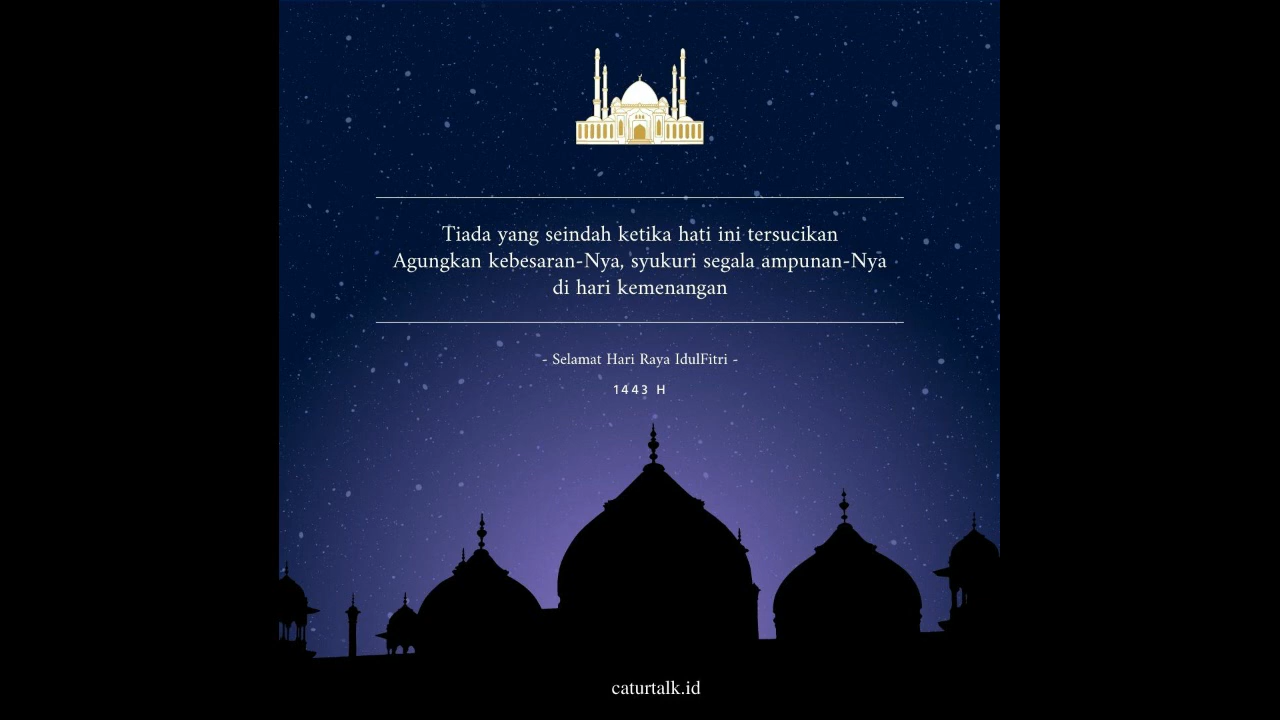 Tiada yang seindah ketika hati ini tersucikan
Agungkan kebesaran-Nya, syukuri segala ampunan-Nya
di hari kemenangan
- Selamat Hari Raya IdulFitri -
1443 H
caturtalk.id